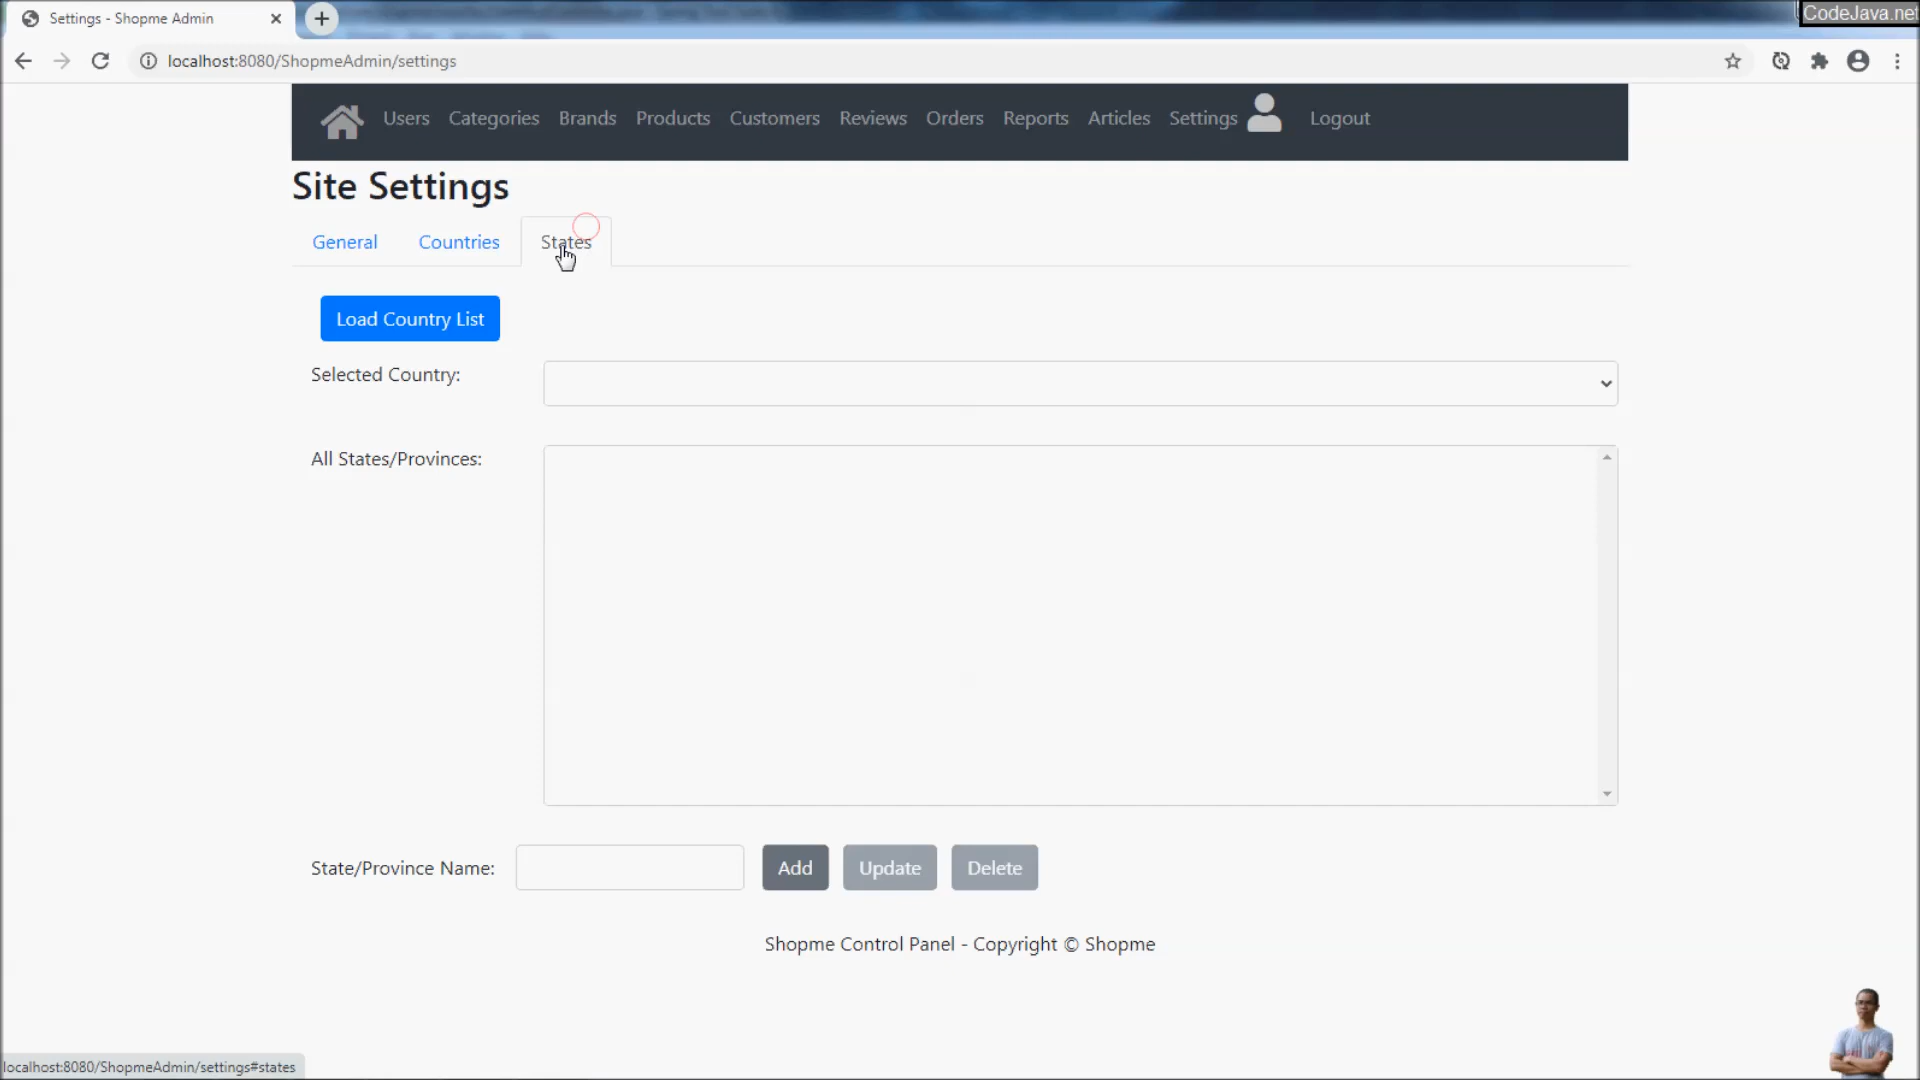 Settings - Shopme Admin
CodeJava.net
localhost:8080/ShopmeAdmin/settings
Users Categories Brands Products Customers Reviews Orders Reports Articles Settings Logout
Site Settings
General Countries States
Load Country List
Selected Country:
All States/Provinces:
State/Province Name: Add Update Delete
Shopme Control Panel - Copyright © Shopme
localhost:8080/ShopmeAdmin/settings#states